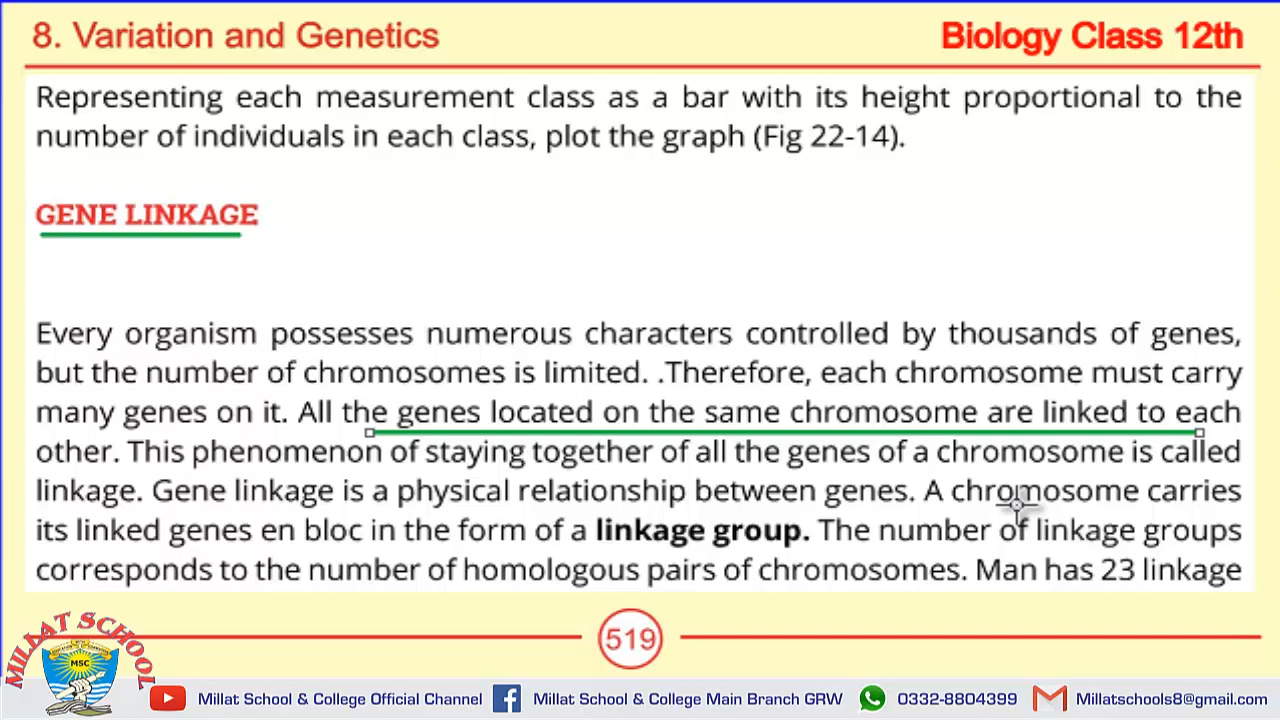 8. Variation and Genetics
Biology Class 12th
Representing each measurement class as a bar with its height proportional to the
number of individuals in each class, plot the graph (Fig 22-14).
GENE LINKAGE
Every organism possesses numerous characters controlled by thousands of genes,
but the number of chromosomes is limited. .Therefore, each chromosome must carry
many genes on it. All the genes located on the same chromosome are linked to each
other. This phenomenon of staying together of all the genes of a chromosome is called
linkage. Gene linkage is a physical relationship between genes. A chromosome carries
its linked genes en bloc in the form of a linkage group. The number of linkage groups
corresponds to the number of homologous pairs of chromosomes. Man has 23 linkage
519
MILLAT SCHOOL
MSC
Millat School & College Official Channel
Millat School & College Main Branch GRW
0332-8804399
Millatschools8@gmail.com